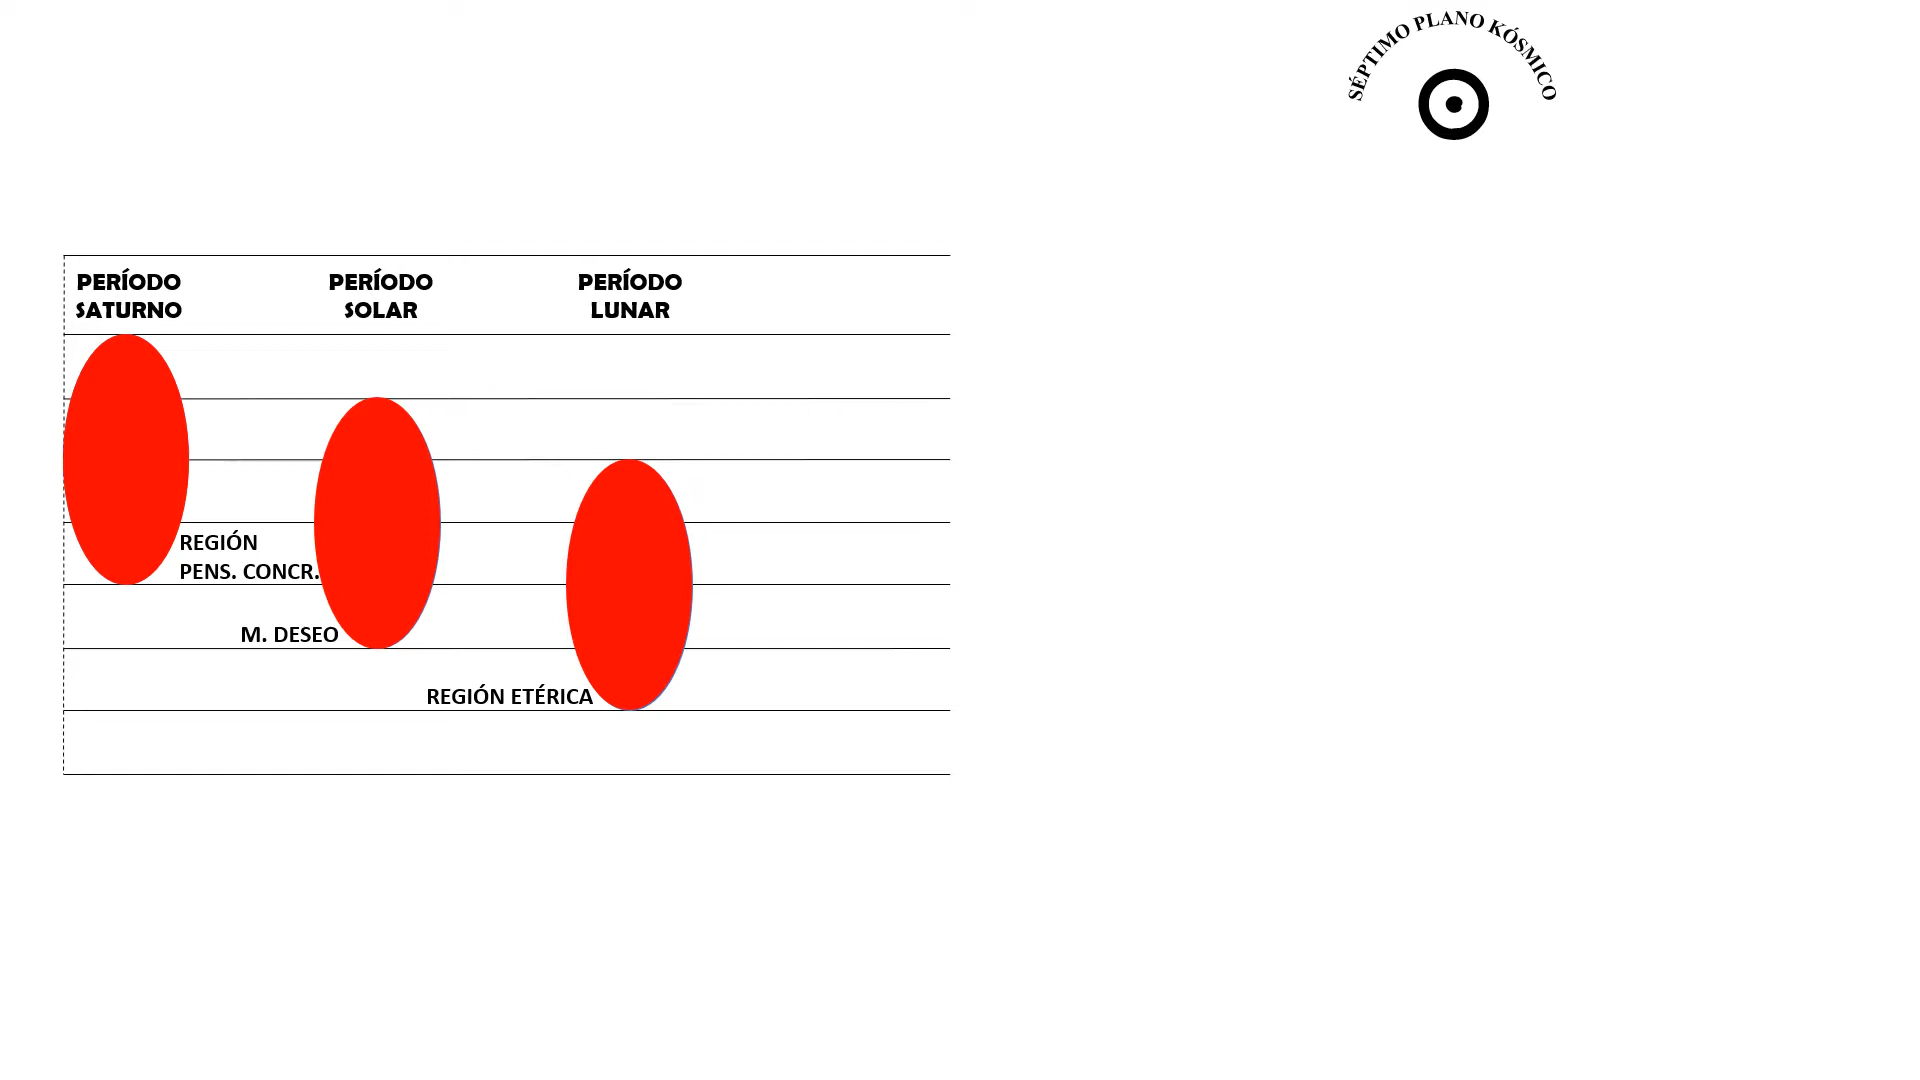 SÉPTIMO PLANO KÓSMICO
PERÍODO
SATURNO
PERÍODO
SOLAR
PERÍODO
LUNAR
REGIÓN
PENS. CONCR.
M. DESEO
REGIÓN ETÉRICA